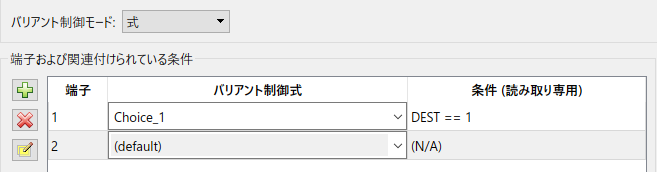 バリアント制御モード: 式
端子および関連付けられている条件
端子 バリアント制御式 条件 (読み取り専用)
1 Choice_1 DEST == 1
2 (default) (N/A)